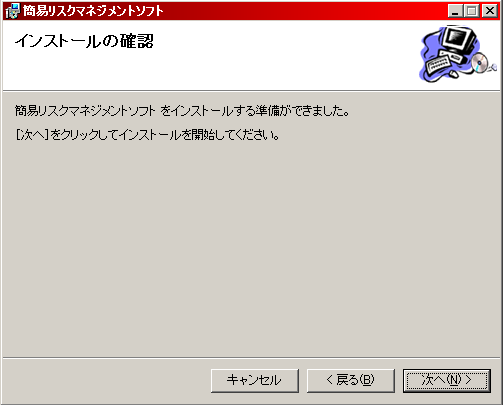 簡易リスクマネジメントソフト
インストールの確認
簡易リスクマネジメントソフト をインストールする準備ができました。
[次へ]をクリックしてインストールを開始してください。
キャンセル
< 戻る(B)
次へ(N) >